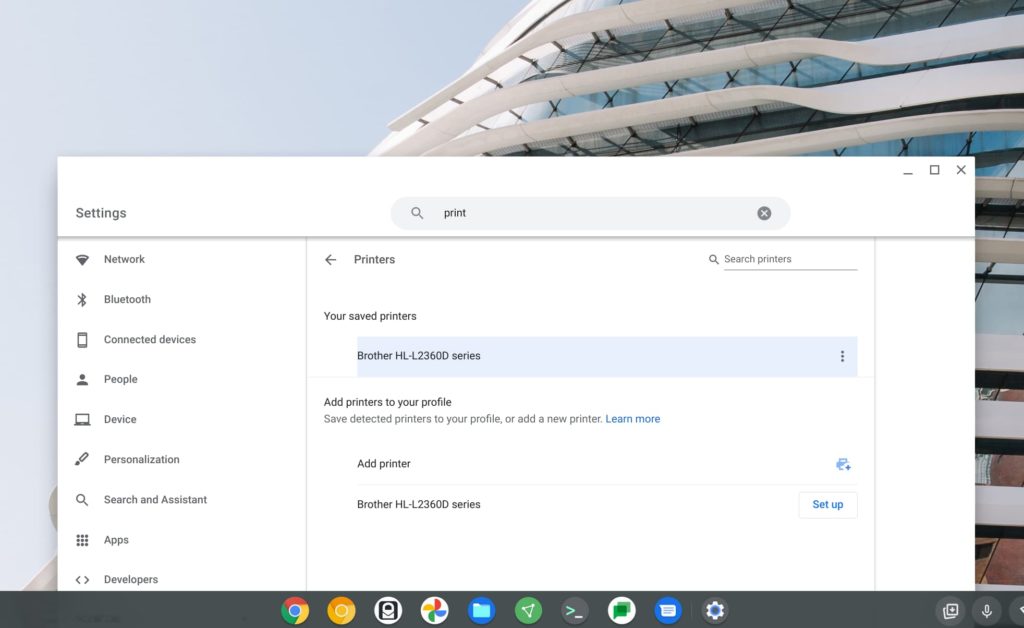 Settings
print
Network
Bluetooth
Connected devices
People
Device
Personalization
Search and Assistant
Apps
Developers
Printers
Search printers
Your saved printers
Brother HL-L2360D series
Add printers to your profile
Save detected printers to your profile, or add a new printer. Learn more
Add printer
Brother HL-L2360D series
Set up